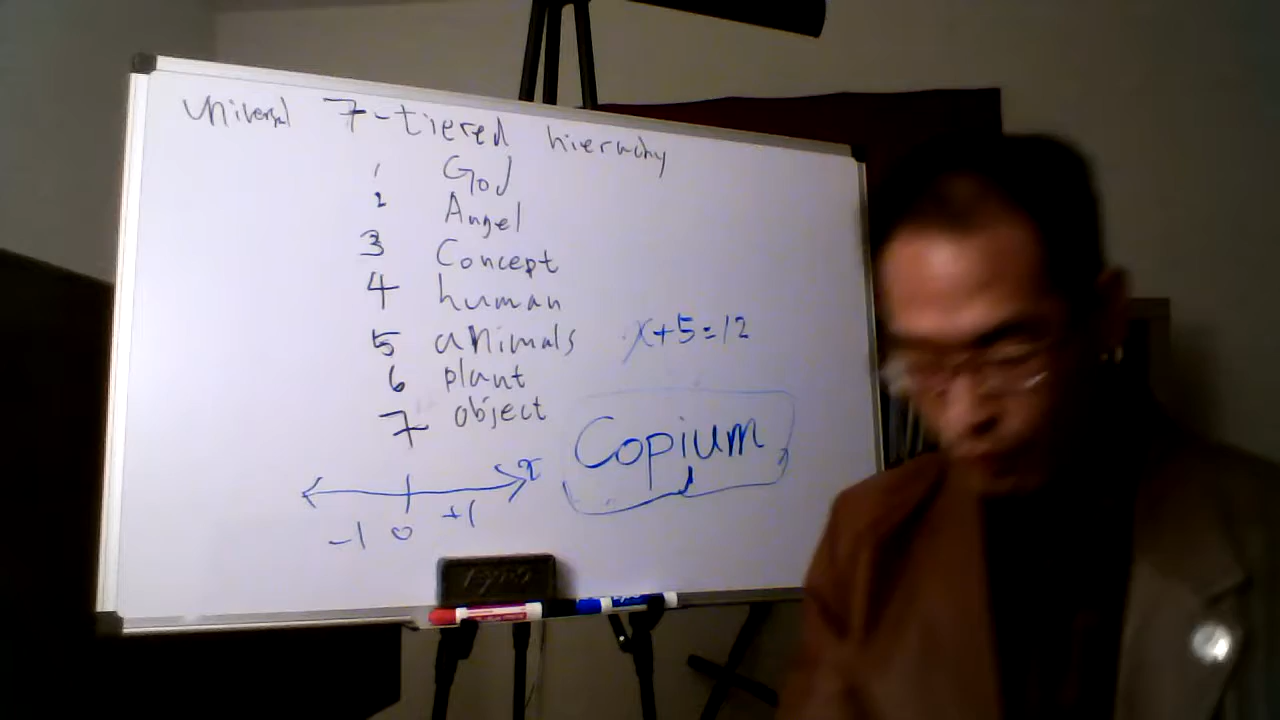 Universal 7-tiered hierarchy
1 God
2 Angel
3 Concept
4 human
5 animals
x+5=12
6 plant
7 object
Copium
x
-1 0 +1